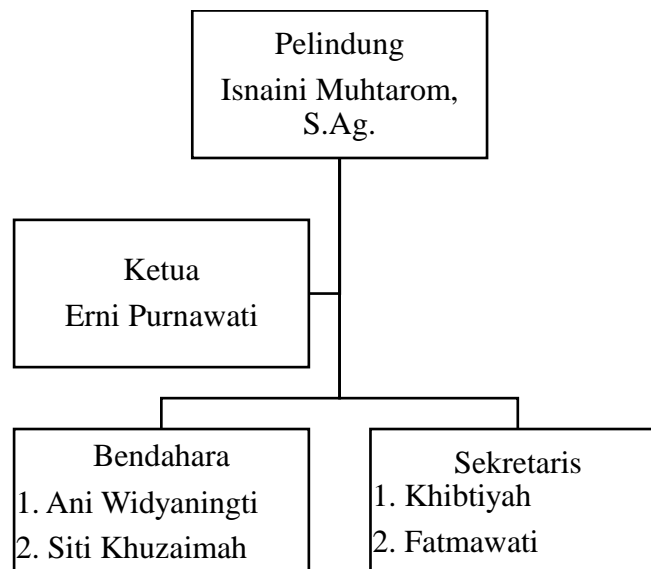 Pelindung
Isnaini Muhtarom,
S.Ag.
Ketua
Erni Purnawati
Bendahara
1. Ani Widyaningti
2. Siti Khuzaimah
Sekretaris
1. Khibtiyah
2. Fatmawati